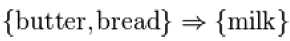 {butter, bread} ⇒ {milk}